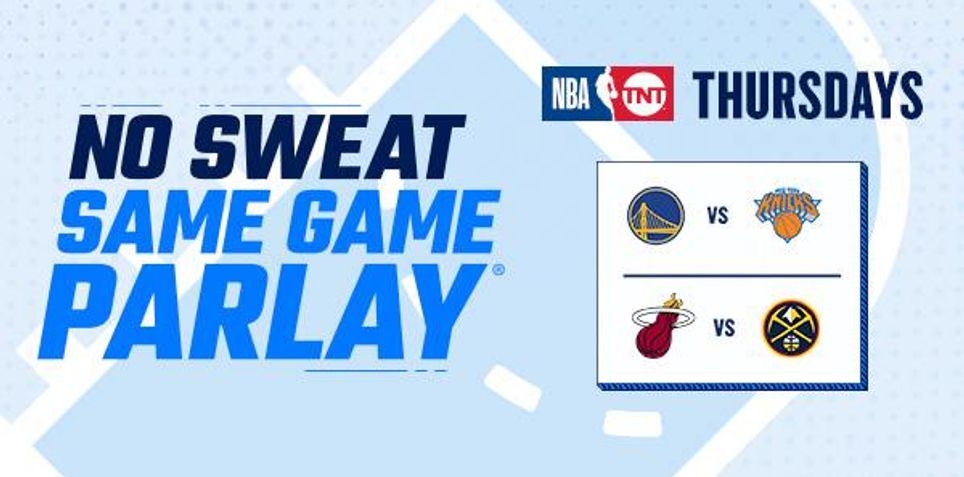 NO SWEAT
SAME GAME
PARLAY®
NBA TNT THURSDAYS
VS
KNICKS
VS